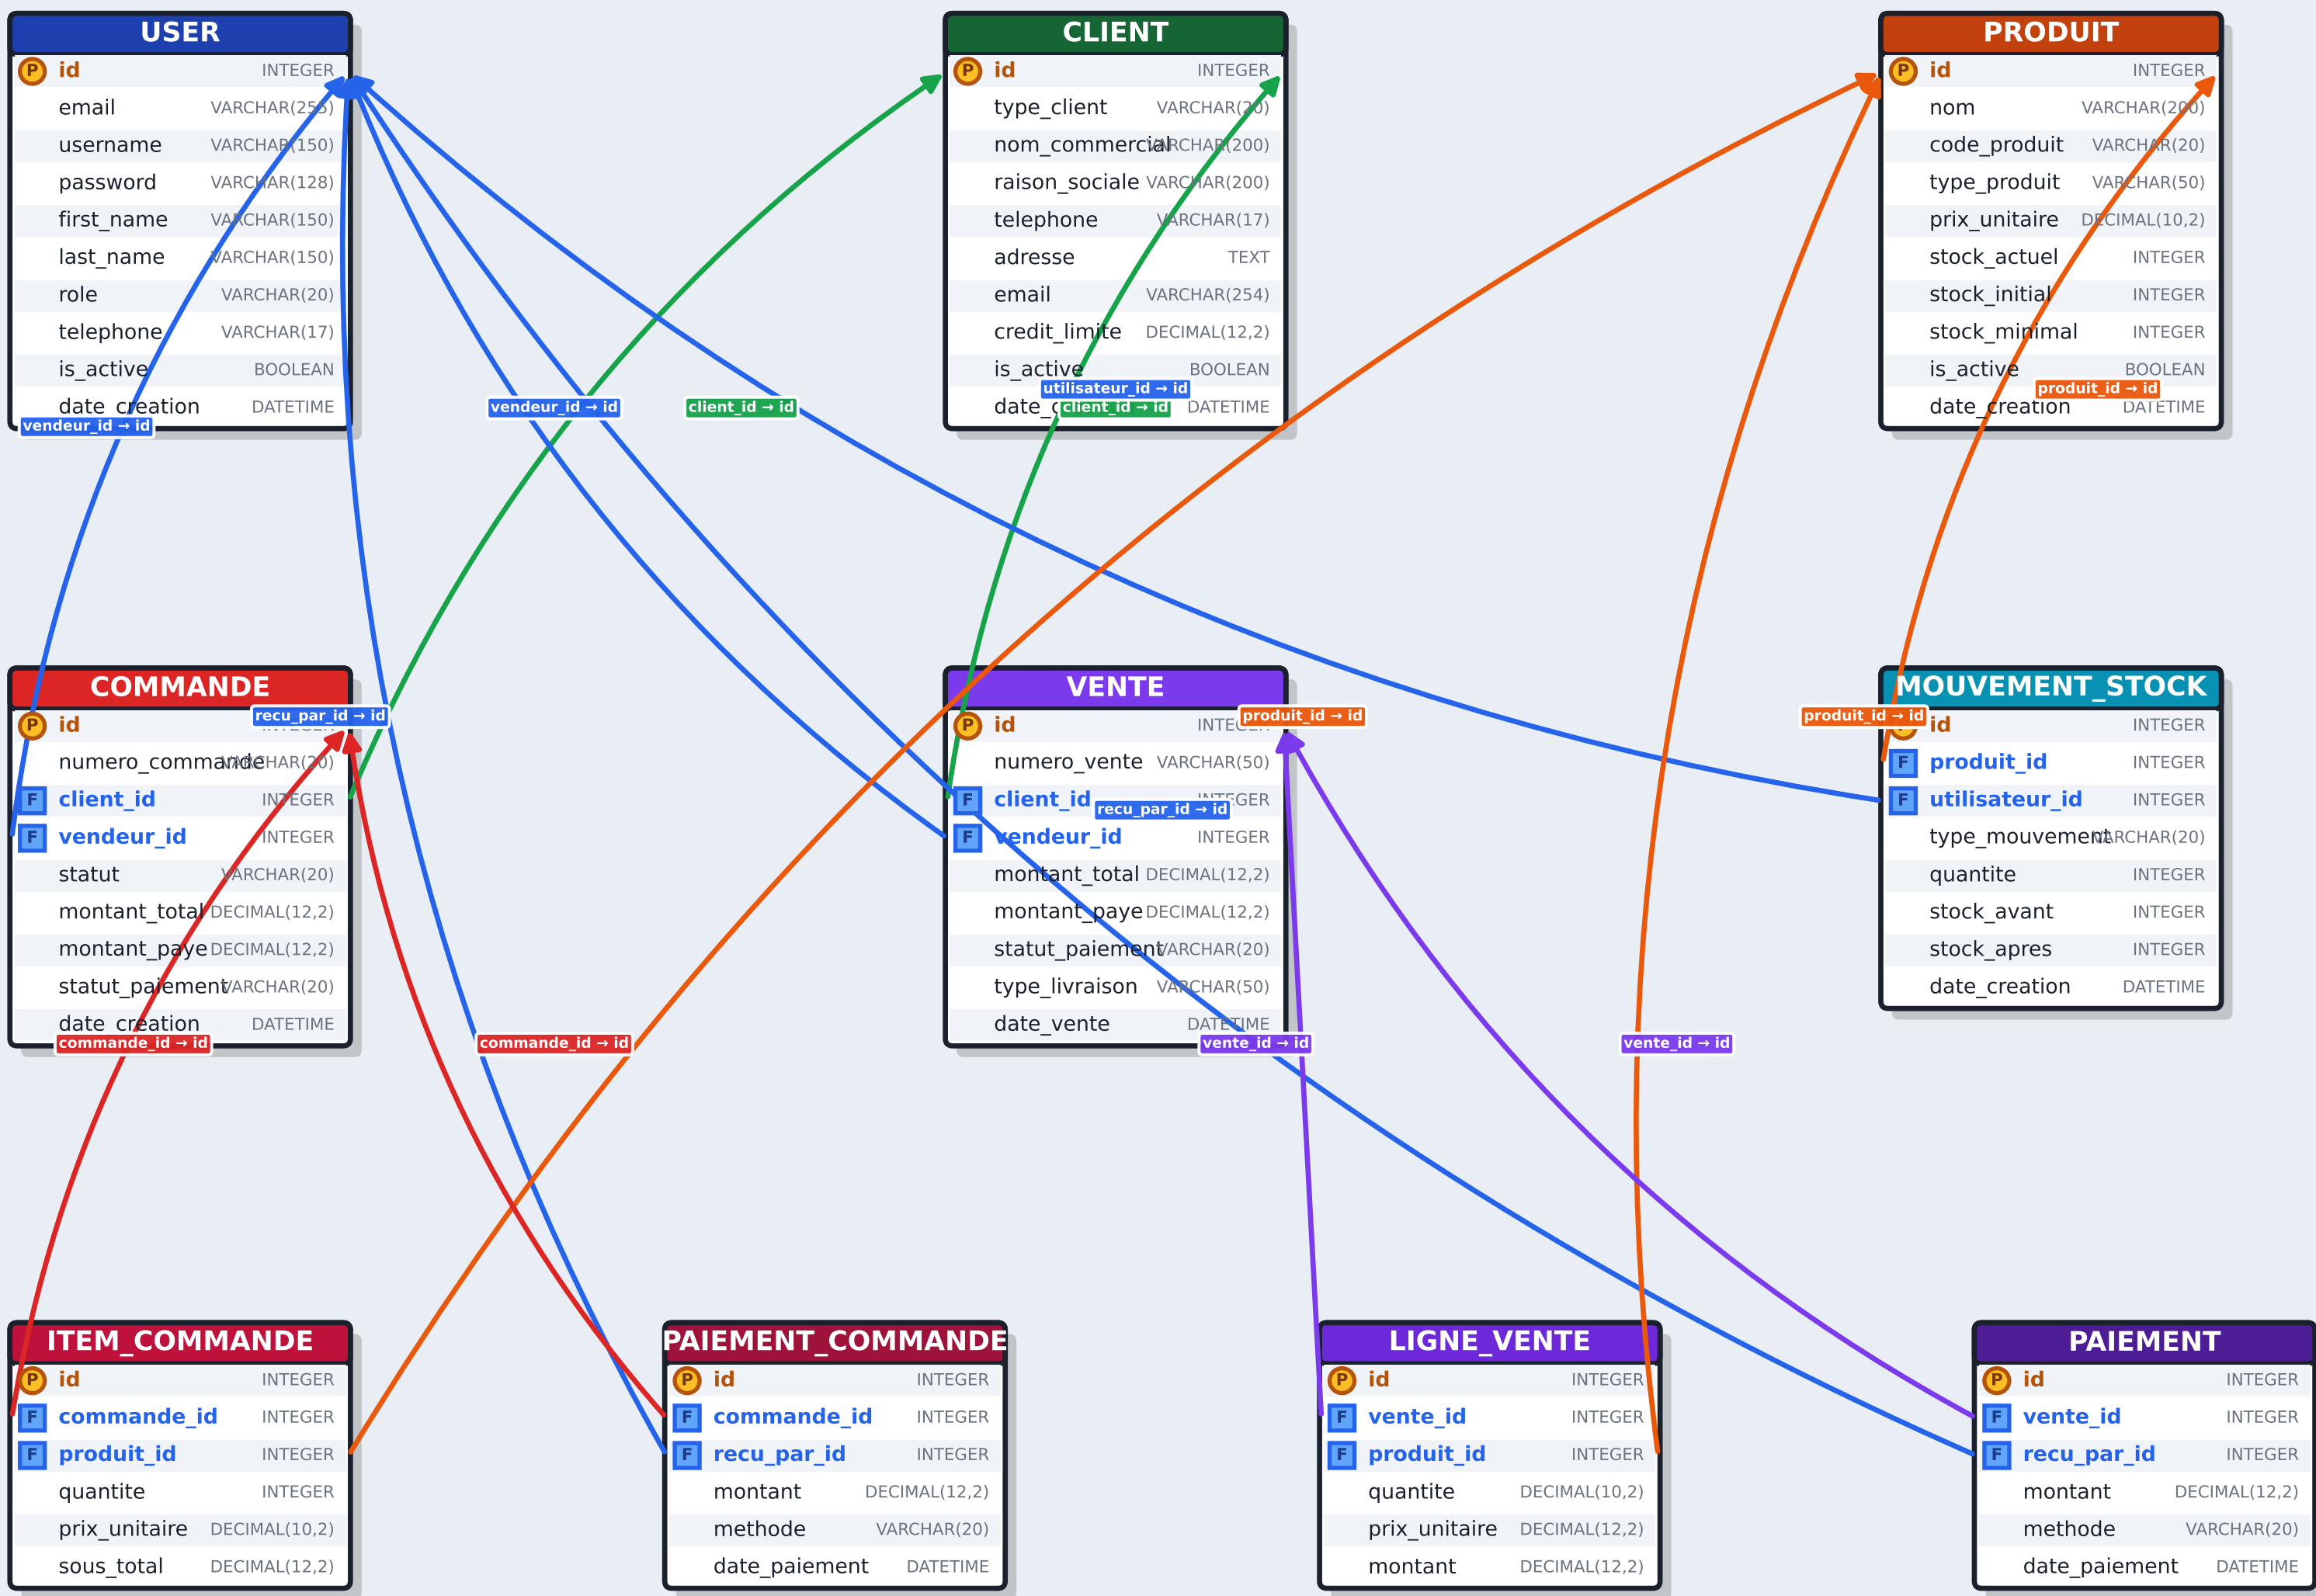 USER
P id INTEGER
email VARCHAR(255)
username VARCHAR(150)
password VARCHAR(128)
first_name VARCHAR(150)
last_name VARCHAR(150)
role VARCHAR(20)
telephone VARCHAR(17)
is_active BOOLEAN
date_creation DATETIME
vendeur_id → id
vendeur_id → id
client_id → id
CLIENT
P id INTEGER
type_client VARCHAR(20)
nom_commercial VARCHAR(200)
raison_sociale VARCHAR(200)
telephone VARCHAR(17)
adresse TEXT
email VARCHAR(254)
credit_limite DECIMAL(12,2)
is_active BOOLEAN
utilisateur_id → id
client_id → id
DATETIME
PRODUIT
P id INTEGER
nom VARCHAR(200)
code_produit VARCHAR(20)
type_produit VARCHAR(50)
prix_unitaire DECIMAL(10,2)
stock_actuel INTEGER
stock_initial INTEGER
stock_minimal INTEGER
is_active BOOLEAN
produit_id → id
date_creation DATETIME
COMMANDE
recu_par_id → id
P id INTEGER
numero_commande VARCHAR(20)
F client_id INTEGER
F vendeur_id INTEGER
statut VARCHAR(20)
montant_total DECIMAL(12,2)
montant_paye DECIMAL(12,2)
statut_paiement VARCHAR(20)
date_creation DATETIME
commande_id → id
commande_id → id
VENTE
produit_id → id
P id INTEGER
numero_vente VARCHAR(50)
F client_id INTEGER
recu_par_id → id
F vendeur_id INTEGER
montant_total DECIMAL(12,2)
montant_paye DECIMAL(12,2)
statut_paiement VARCHAR(20)
type_livraison VARCHAR(50)
date_vente DATETIME
vente_id → id
vente_id → id
MOUVEMENT_STOCK
produit_id → id
id INTEGER
F produit_id INTEGER
F utilisateur_id INTEGER
type_mouvement VARCHAR(20)
quantite INTEGER
stock_avant INTEGER
stock_apres INTEGER
date_creation DATETIME
ITEM_COMMANDE
P id INTEGER
F commande_id INTEGER
F produit_id INTEGER
quantite INTEGER
prix_unitaire DECIMAL(10,2)
sous_total DECIMAL(12,2)
PAIEMENT_COMMANDE
P id INTEGER
F commande_id INTEGER
F recu_par_id INTEGER
montant DECIMAL(12,2)
methode VARCHAR(20)
date_paiement DATETIME
LIGNE_VENTE
P id INTEGER
F vente_id INTEGER
F produit_id INTEGER
quantite DECIMAL(10,2)
prix_unitaire DECIMAL(12,2)
montant DECIMAL(12,2)
PAIEMENT
P id INTEGER
F vente_id INTEGER
F recu_par_id INTEGER
montant DECIMAL(12,2)
methode VARCHAR(20)
date_paiement DATETIME